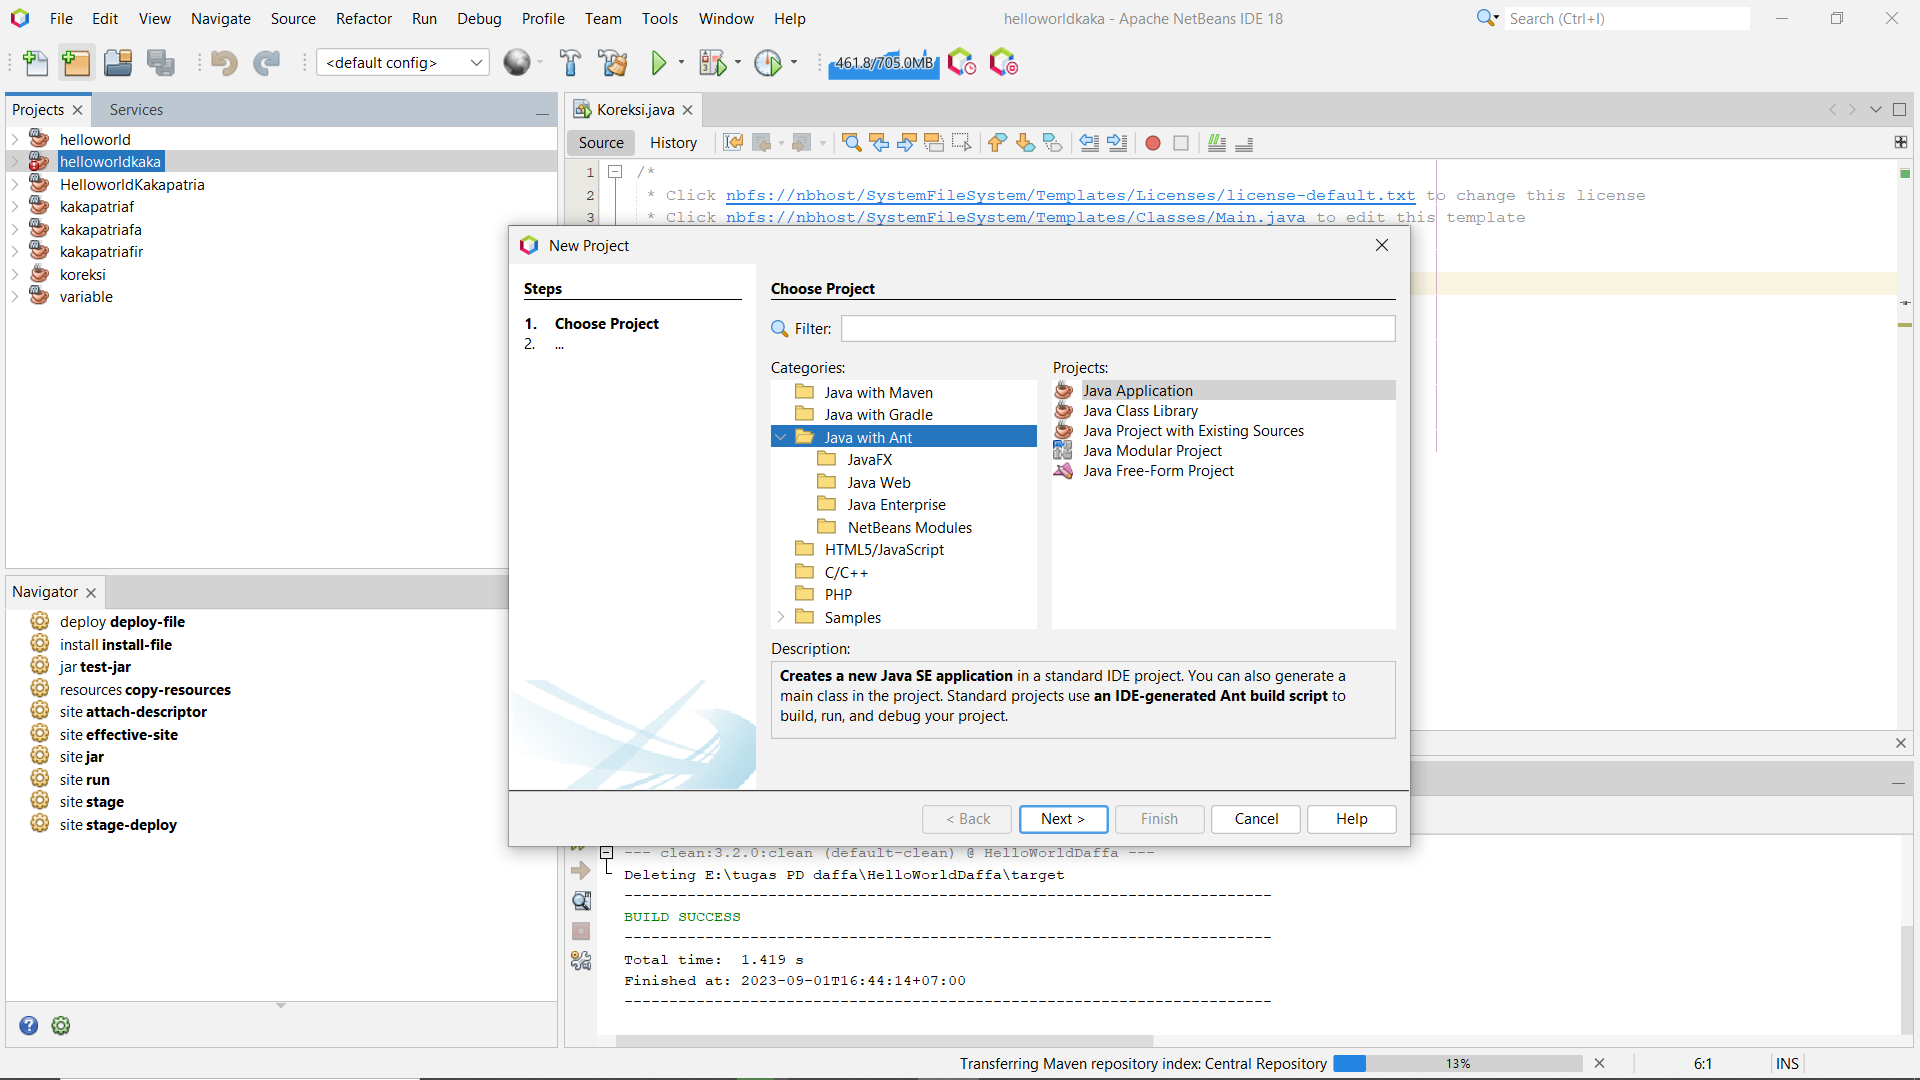 File Edit View Navigate Source Refactor Run Debug Profile Team Tools Window Help
helloworldkaka - Apache NetBeans IDE 18
Search (Ctrl+I)
<default config>
461.8/705.0MB
Projects
Services
helloworld
helloworldkaka
HelloworldKakapatria
kakapatriaf
kakapatriafa
kakapatriafir
koreksi
variable
Koreksi.java
Source
History
1 /*
2 * Click nbfs://nbhost/SystemFileSystem/Templates/Licenses/license-default.txt to change this license
3 * Click nbfs://nbhost/SystemFileSystem/Templates/Classes/Main.java to edit this template
New Project
Steps
1. Choose Project
2. ...
Choose Project
Filter:
Categories:
Java with Maven
Java with Gradle
Java with Ant
JavaFX
Java Web
Java Enterprise
NetBeans Modules
HTML5/JavaScript
C/C++
PHP
Samples
Projects:
Java Application
Java Class Library
Java Project with Existing Sources
Java Modular Project
Java Free-Form Project
Description:
Creates a new Java SE application in a standard IDE project. You can also generate a
main class in the project. Standard projects use an IDE-generated Ant build script to
build, run, and debug your project.
< Back
Next >
Finish
Cancel
Help
Navigator
deploy deploy-file
install install-file
jar test-jar
resources copy-resources
site attach-descriptor
site effective-site
site jar
site run
site stage
site stage-deploy
--- clean:3.2.0:clean (default-clean) @ HelloWorldDaffa ---
Deleting E:\tugas PD daffa\HelloWorldDaffa\target
------------------------------------------------------------------------
BUILD SUCCESS
------------------------------------------------------------------------
Total time: 1.419 s
Finished at: 2023-09-01T16:44:14+07:00
------------------------------------------------------------------------
Transferring Maven repository index: Central Repository
13%
6:1
INS